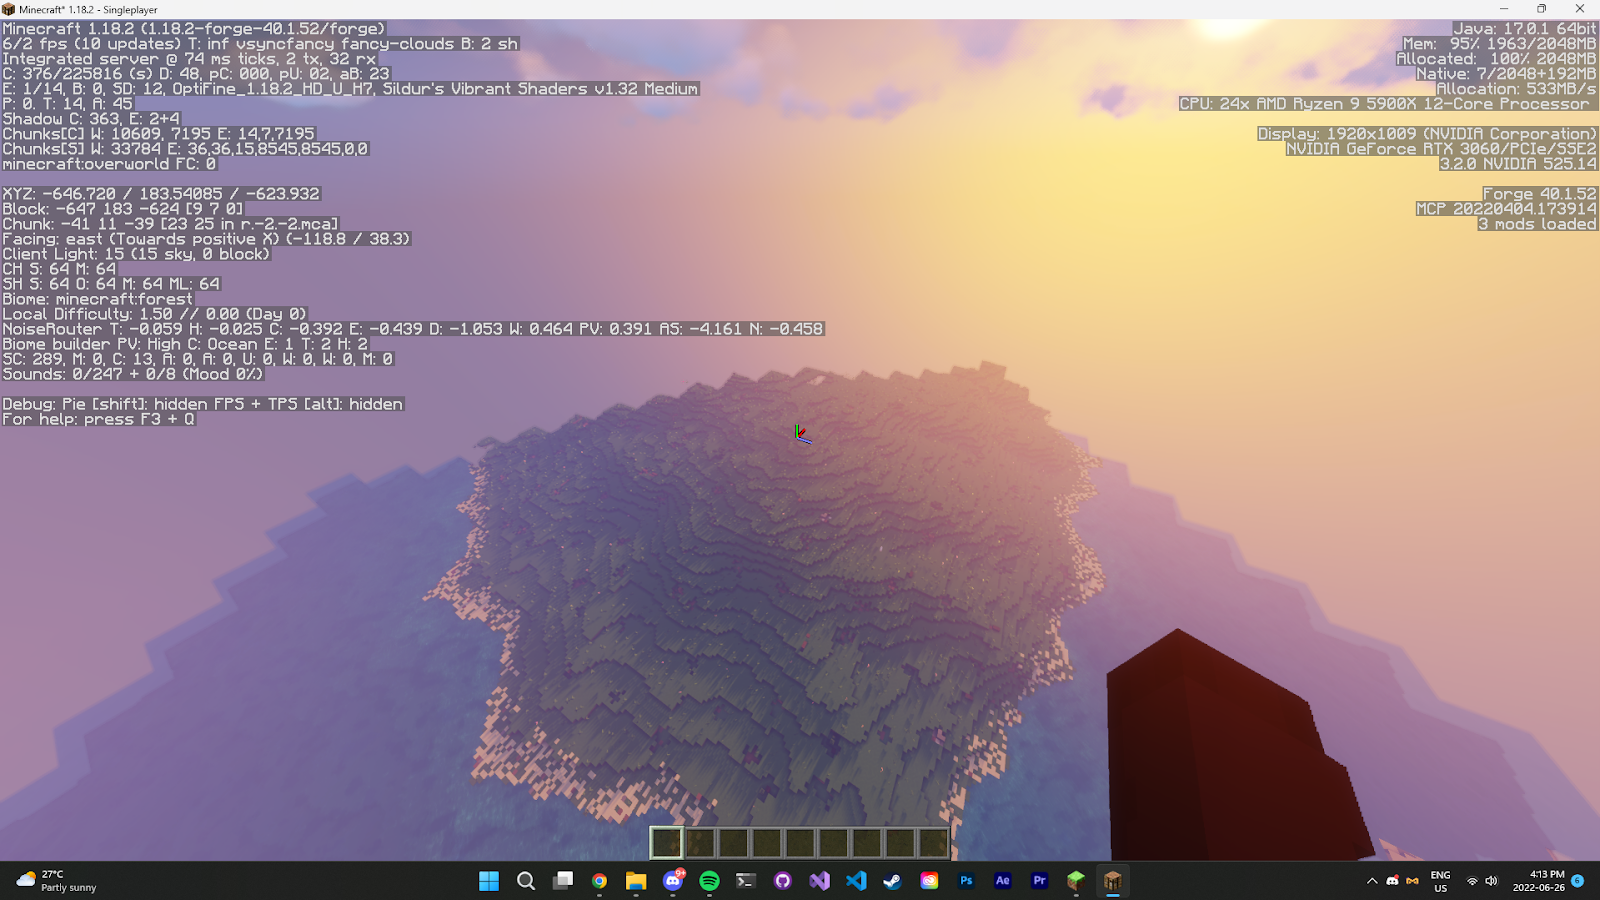 Minecraft* 1.18.2 - Singleplayer
Minecraft 1.18.2 (1.18.2-forge-40.1.52/forge)
6/2 fps (10 updates) T: inf vsyncfancy fancy-clouds B: 2 sh
Integrated server @ 74 ms ticks, 2 tx, 32 rx
C: 376/225816 (s) D: 48, pC: 000, pU: 02, aB: 23
E: 1/14, B: 0, SD: 12, OptiFine_1.18.2_HD_U_H7, Sildur's Vibrant Shaders v1.32 Medium
P: 0. T: 14, A: 45
Shadow C: 363, E: 2+4
Chunks[C] W: 10609, 7195 E: 14,7,7195
Chunks[S] W: 33784 E: 36,36,15,8545,8545,0,0
minecraft:overworld FC: 0
XYZ: -646.720 / 183.54085 / -623.932
Block: -647 183 -624 [9 7 0]
Chunk: -41 11 -39 [23 25 in r.-2.-2.mca]
Facing: east (Towards positive X) (-118.8 / 38.3)
Client Light: 15 (15 sky, 0 block)
CH S: 64 M: 64
SH S: 64 O: 64 M: 64 ML: 64
Biome: minecraft:forest
Local Difficulty: 1.50 // 0.00 (Day 0)
NoiseRouter T: -0.059 H: -0.025 C: -0.392 E: -0.439 D: -1.053 W: 0.464 PV: 0.391 AS: -4.161 N: -0.458
Biome builder PV: High C: Ocean E: 1 T: 2 H: 2
SC: 289, M: 0, C: 13, A: 0, A: 0, U: 0, W: 0, W: 0, M: 0
Sounds: 0/247 + 0/8 (Mood 0%)
Debug: Pie [shift]: hidden FPS + TPS [alt]: hidden
For help: press F3 + Q
Java: 17.0.1 64bit
Mem: 95% 1963/2048MB
Allocated: 100% 2048MB
Native: 7/2048+192MB
Allocation: 533MB/s
CPU: 24x AMD Ryzen 9 5900X 12-Core Processor
Display: 1920x1009 (NVIDIA Corporation)
NVIDIA GeForce RTX 3060/PCIe/SSE2
3.2.0 NVIDIA 525.14
Forge 40.1.52
MCP 20220404.173914
3 mods loaded
27°C
Partly sunny
9+
Ps
Ae
Pr
ENG
US
4:13 PM
2022-06-26
6